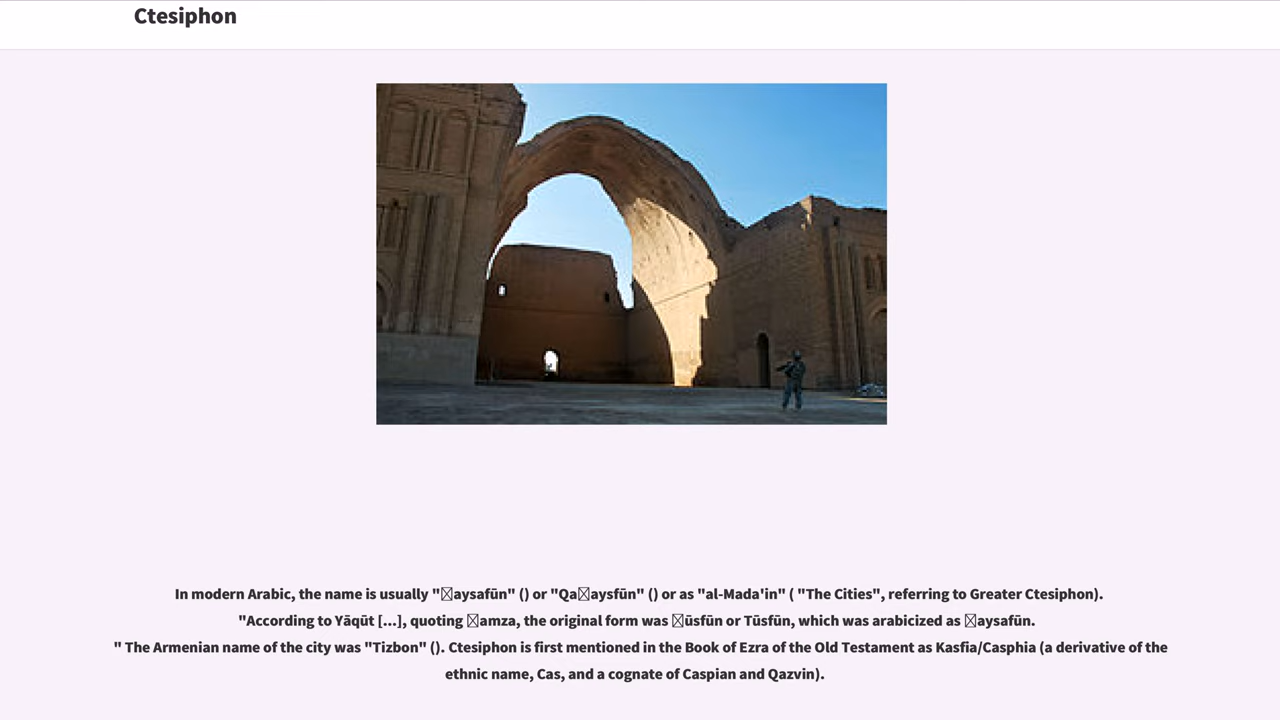 Ctesiphon
In modern Arabic, the name is usually "▯aysafūn" () or "Qa▯aysfūn" () or as "al-Mada'in" ( "The Cities", referring to Greater Ctesiphon).
"According to Yāqūt [...], quoting ▯amza, the original form was ▯ūsfūn or Tūsfūn, which was arabicized as ▯aysafūn.
" The Armenian name of the city was "Tizbon" (). Ctesiphon is first mentioned in the Book of Ezra of the Old Testament as Kasfia/Casphia (a derivative of the
ethnic name, Cas, and a cognate of Caspian and Qazvin).